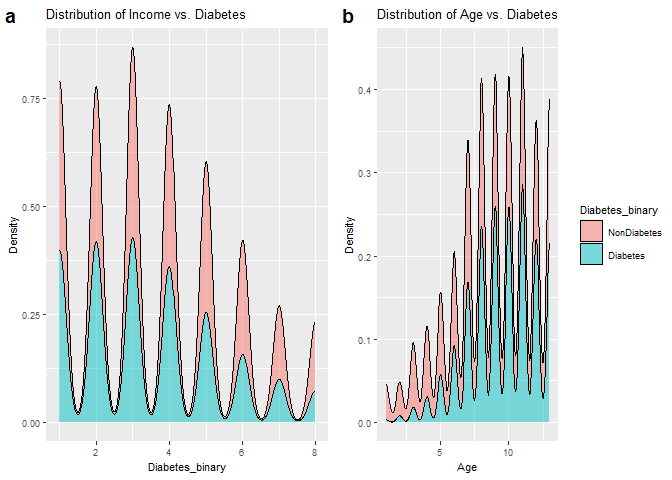 a
Distribution of Income vs. Diabetes
0.75
0.50
0.25
0.00
Density
2
4
6
8
Diabetes_binary
b
Distribution of Age vs. Diabetes
0.4
0.3
0.2
0.1
0.0
Density
5
10
Age
Diabetes_binary
NonDiabetes
Diabetes